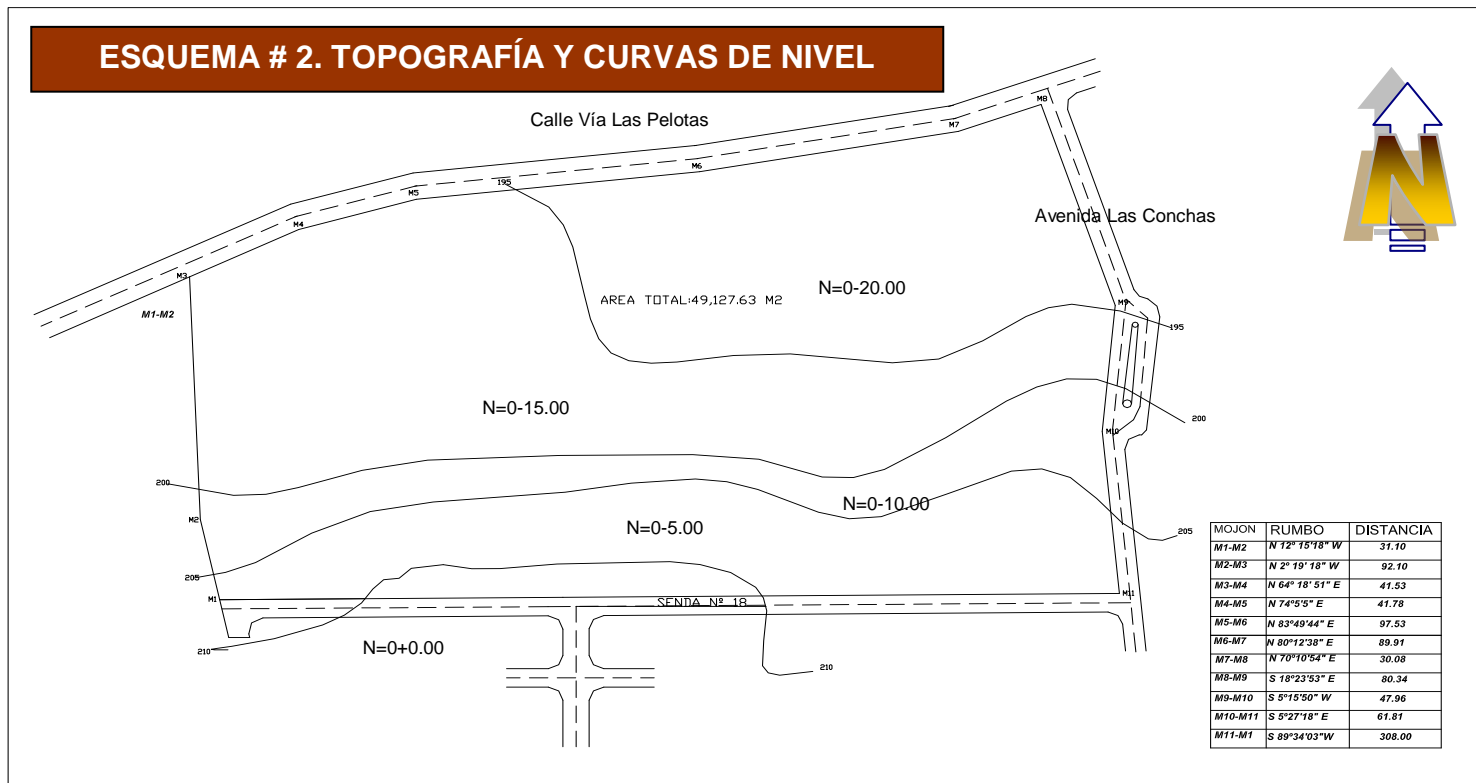 ESQUEMA # 2. TOPOGRAFÍA Y CURVAS DE NIVEL
Calle Vía Las Pelotas
M8
M7
M6
195
M5
M4
Avenida Las Conchas
N
M3
M1-M2
AREA TOTAL:49,127.63 M2
N=0-20.00
M9
195
N=0-15.00
200
M10
200
N=0-10.00
M2
N=0-5.00
205
205
M1
SENDA Nº 18
M11
N=0+0.00
210
210
MOJON RUMBO DISTANCIA
M1-M2 N 12º 15'18" W 31.10
M2-M3 N 2º 19' 18" W 92.10
M3-M4 N 64º 18' 51" E 41.53
M4-M5 N 74º5'5" E 41.78
M5-M6 N 83º49'44" E 97.53
M6-M7 N 80º12'38" E 89.91
M7-M8 N 70º10'54" E 30.08
M8-M9 S 18º23'53" E 80.34
M9-M10 S 5º15'50" W 47.96
M10-M11 S 5º27'18" E 61.81
M11-M1 S 89º34'03"W 308.00